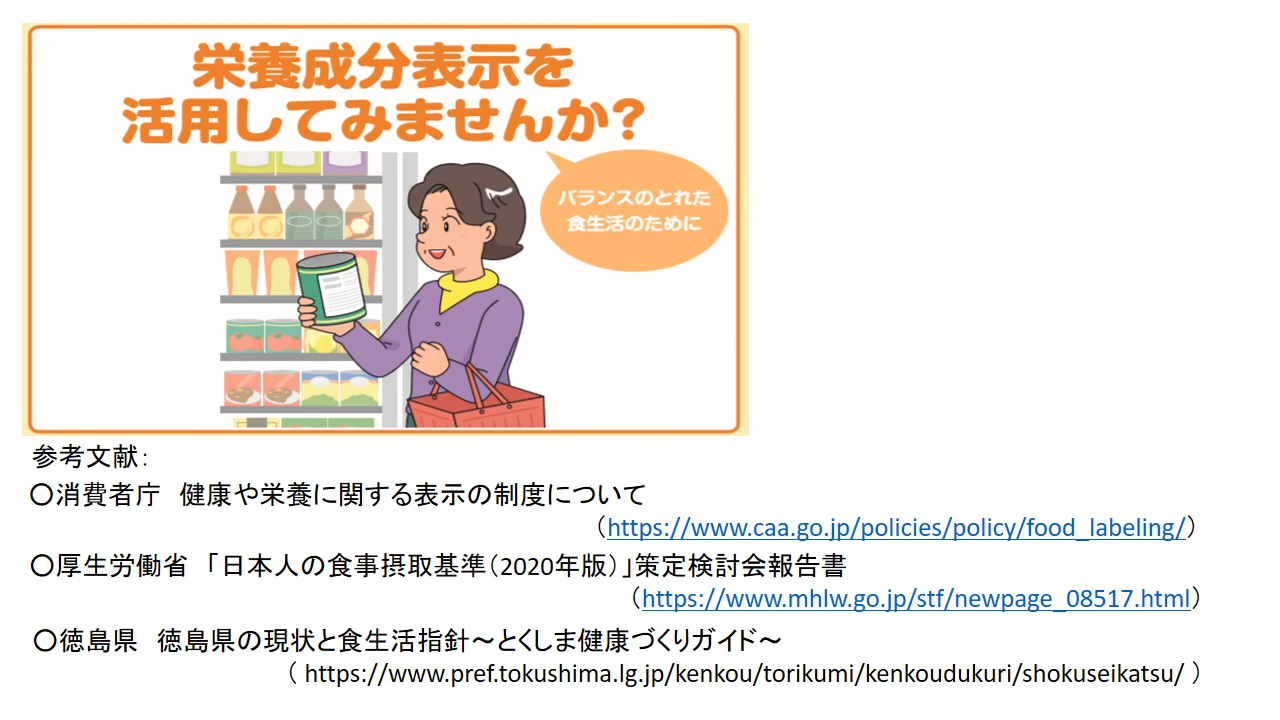 栄養成分表示を
活用してみませんか?
バランスのとれた
食生活のために
参考文献:
〇消費者庁　健康や栄養に関する表示の制度について
（https://www.caa.go.jp/policies/policy/food_labeling/）
〇厚生労働省　「日本人の食事摂取基準（2020年版）」策定検討会報告書
（https://www.mhlw.go.jp/stf/newpage_08517.html）
〇徳島県　徳島県の現状と食生活指針～とくしま健康づくりガイド～
（ https://www.pref.tokushima.lg.jp/kenkou/torikumi/kenkoudukuri/shokuseikatsu/ ）